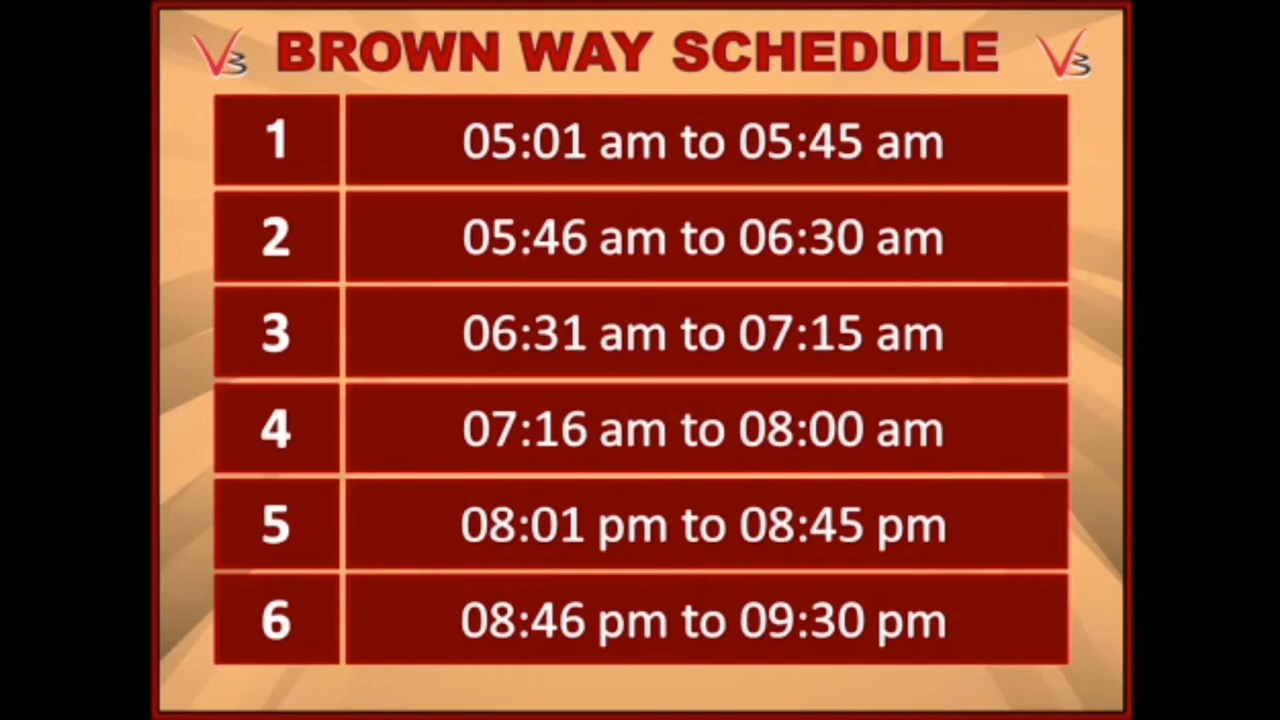 V3 BROWN WAY SCHEDULE V3
1 05:01 am to 05:45 am
2 05:46 am to 06:30 am
3 06:31 am to 07:15 am
4 07:16 am to 08:00 am
5 08:01 pm to 08:45 pm
6 08:46 pm to 09:30 pm